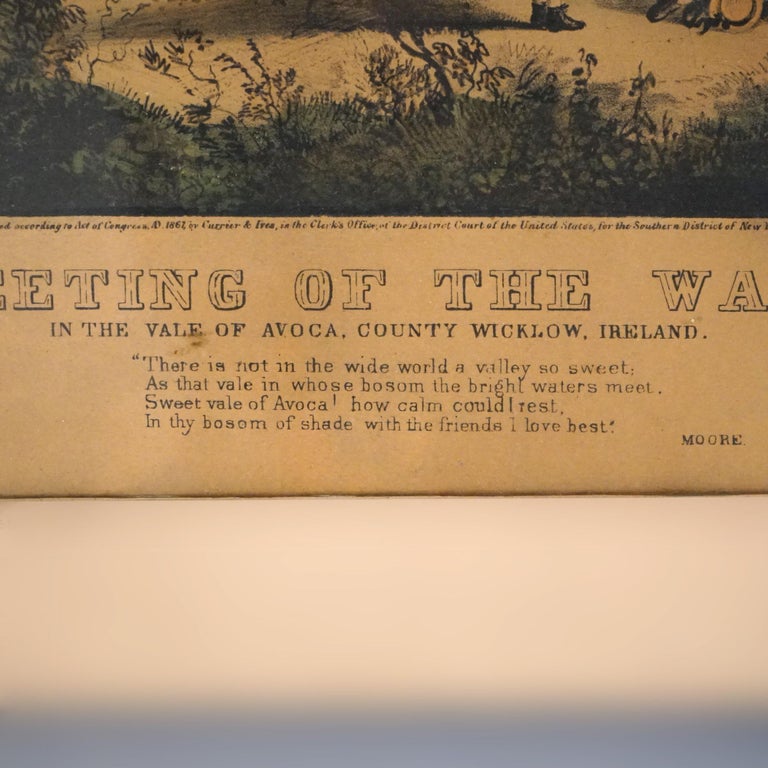 ed according to Act of Congress, AD. 1867, by Currier & Ives, in the Clerk's Office, of the District Court of the United States, for the Southern District of New Y
EETING OF THE WA
IN THE VALE OF AVOCA, COUNTY WICKLOW, IRELAND.
"There is not in the wide world a valley so sweet;
As that vale in whose bosom the bright waters meet.
Sweet vale of Avoca! how calm could I rest,
In thy bosom of shade with the friends I love best."
MOORE.